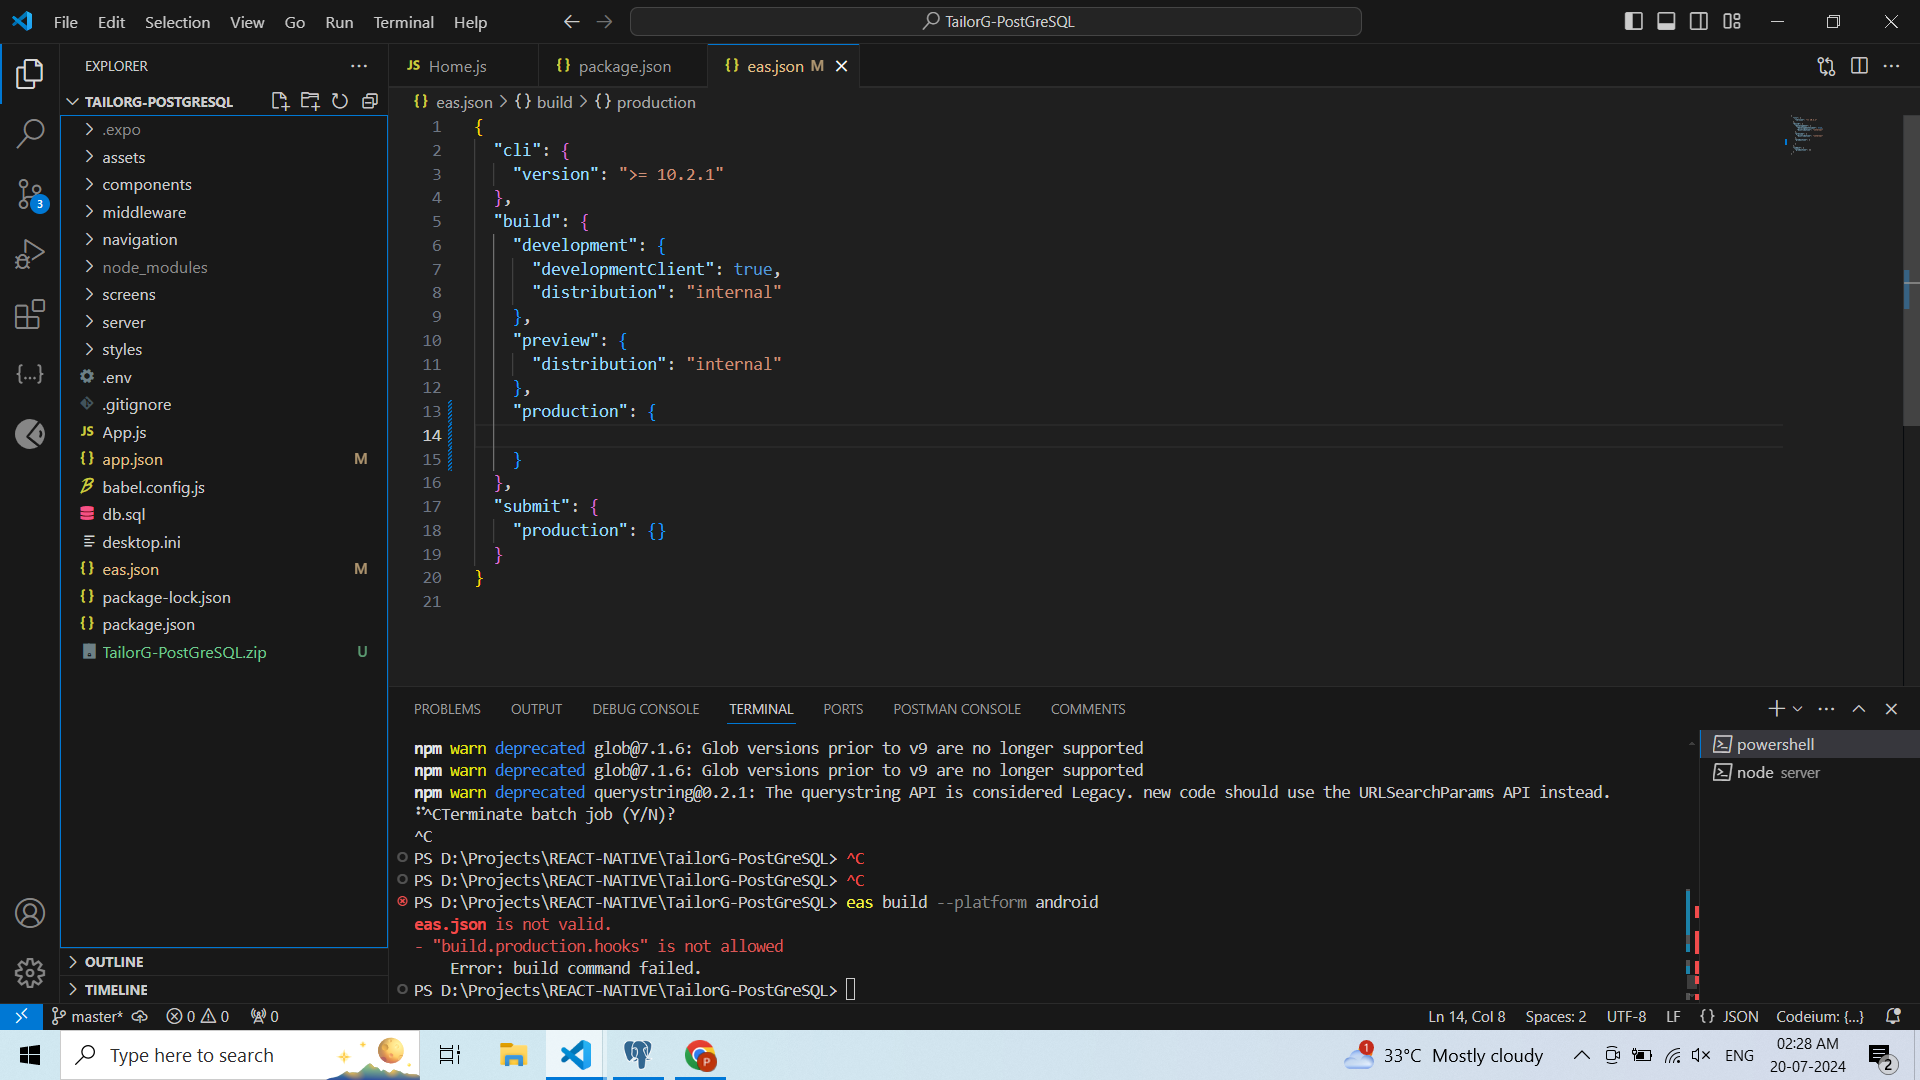 File Edit Selection View Go Run Terminal Help
TailorG-PostGreSQL
EXPLORER
TAILORG-POSTGRESQL
.expo
assets
components
middleware
navigation
node_modules
screens
server
styles
.env
.gitignore
JS App.js
{} app.json M
babel.config.js
db.sql
desktop.ini
{} eas.json M
{} package-lock.json
{} package.json
TailorG-PostGreSQL.zip U
OUTLINE
TIMELINE
3
JS Home.js
{} package.json
{} eas.json M
{} eas.json > {} build > {} production
1 {
2 "cli": {
3 "version": ">= 10.2.1"
4 },
5 "build": {
6 "development": {
7 "developmentClient": true,
8 "distribution": "internal"
9 },
10 "preview": {
11 "distribution": "internal"
12 },
13 "production": {
14
15 }
16 },
17 "submit": {
18 "production": {}
19 }
20 }
21
PROBLEMS OUTPUT DEBUG CONSOLE TERMINAL PORTS POSTMAN CONSOLE COMMENTS
npm warn deprecated glob@7.1.6: Glob versions prior to v9 are no longer supported
npm warn deprecated glob@7.1.6: Glob versions prior to v9 are no longer supported
npm warn deprecated querystring@0.2.1: The querystring API is considered Legacy. new code should use the URLSearchParams API instead.
^CTerminate batch job (Y/N)?
^C
PS D:\Projects\REACT-NATIVE\TailorG-PostGreSQL> ^C
PS D:\Projects\REACT-NATIVE\TailorG-PostGreSQL> ^C
PS D:\Projects\REACT-NATIVE\TailorG-PostGreSQL> eas build --platform android
eas.json is not valid.
- "build.production.hooks" is not allowed
Error: build command failed.
PS D:\Projects\REACT-NATIVE\TailorG-PostGreSQL>
powershell
node server
master* 0 0 0
Ln 14, Col 8 Spaces: 2 UTF-8 LF {} JSON Codeium: {...}
Type here to search
1
33°C Mostly cloudy
ENG
02:28 AM
20-07-2024
2